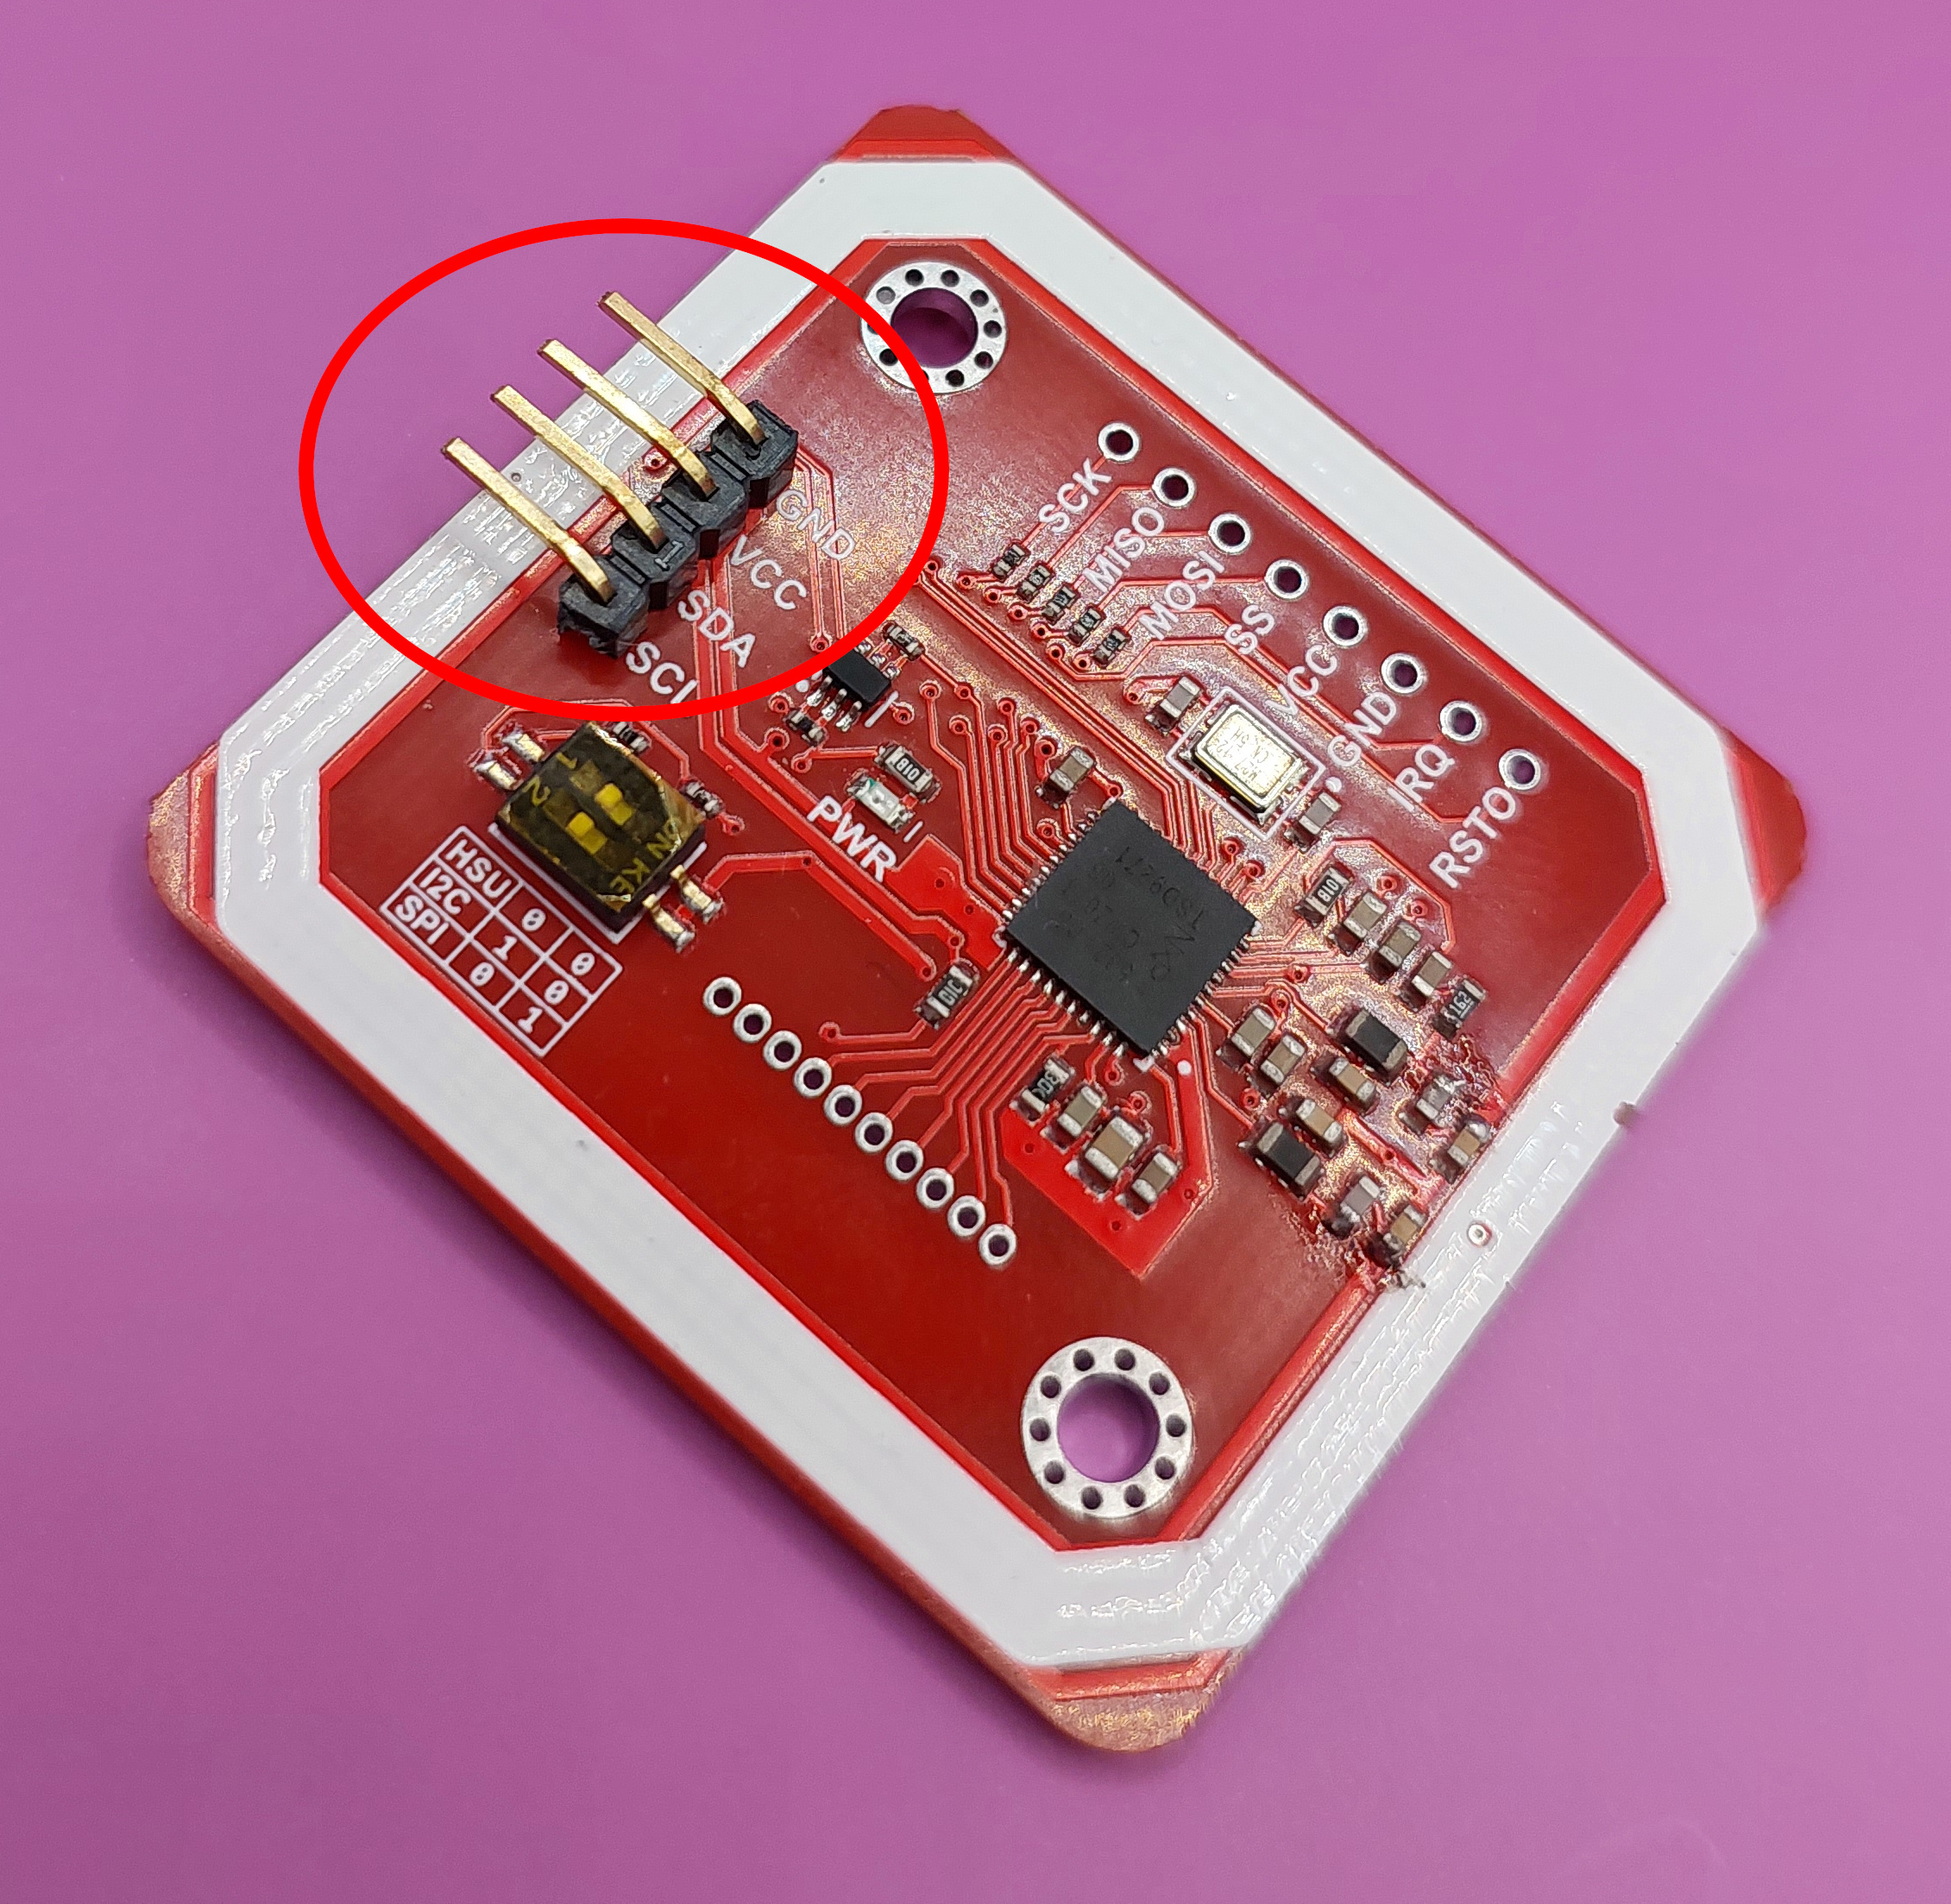 GND
VCC
SDA
SCL
SCK
MISO
MOSI
SS
VCC
GND
IRQ
RSTO
PWR
1 2
ON KE
HSU 0 0
I2C 1 0
SPI 0 1